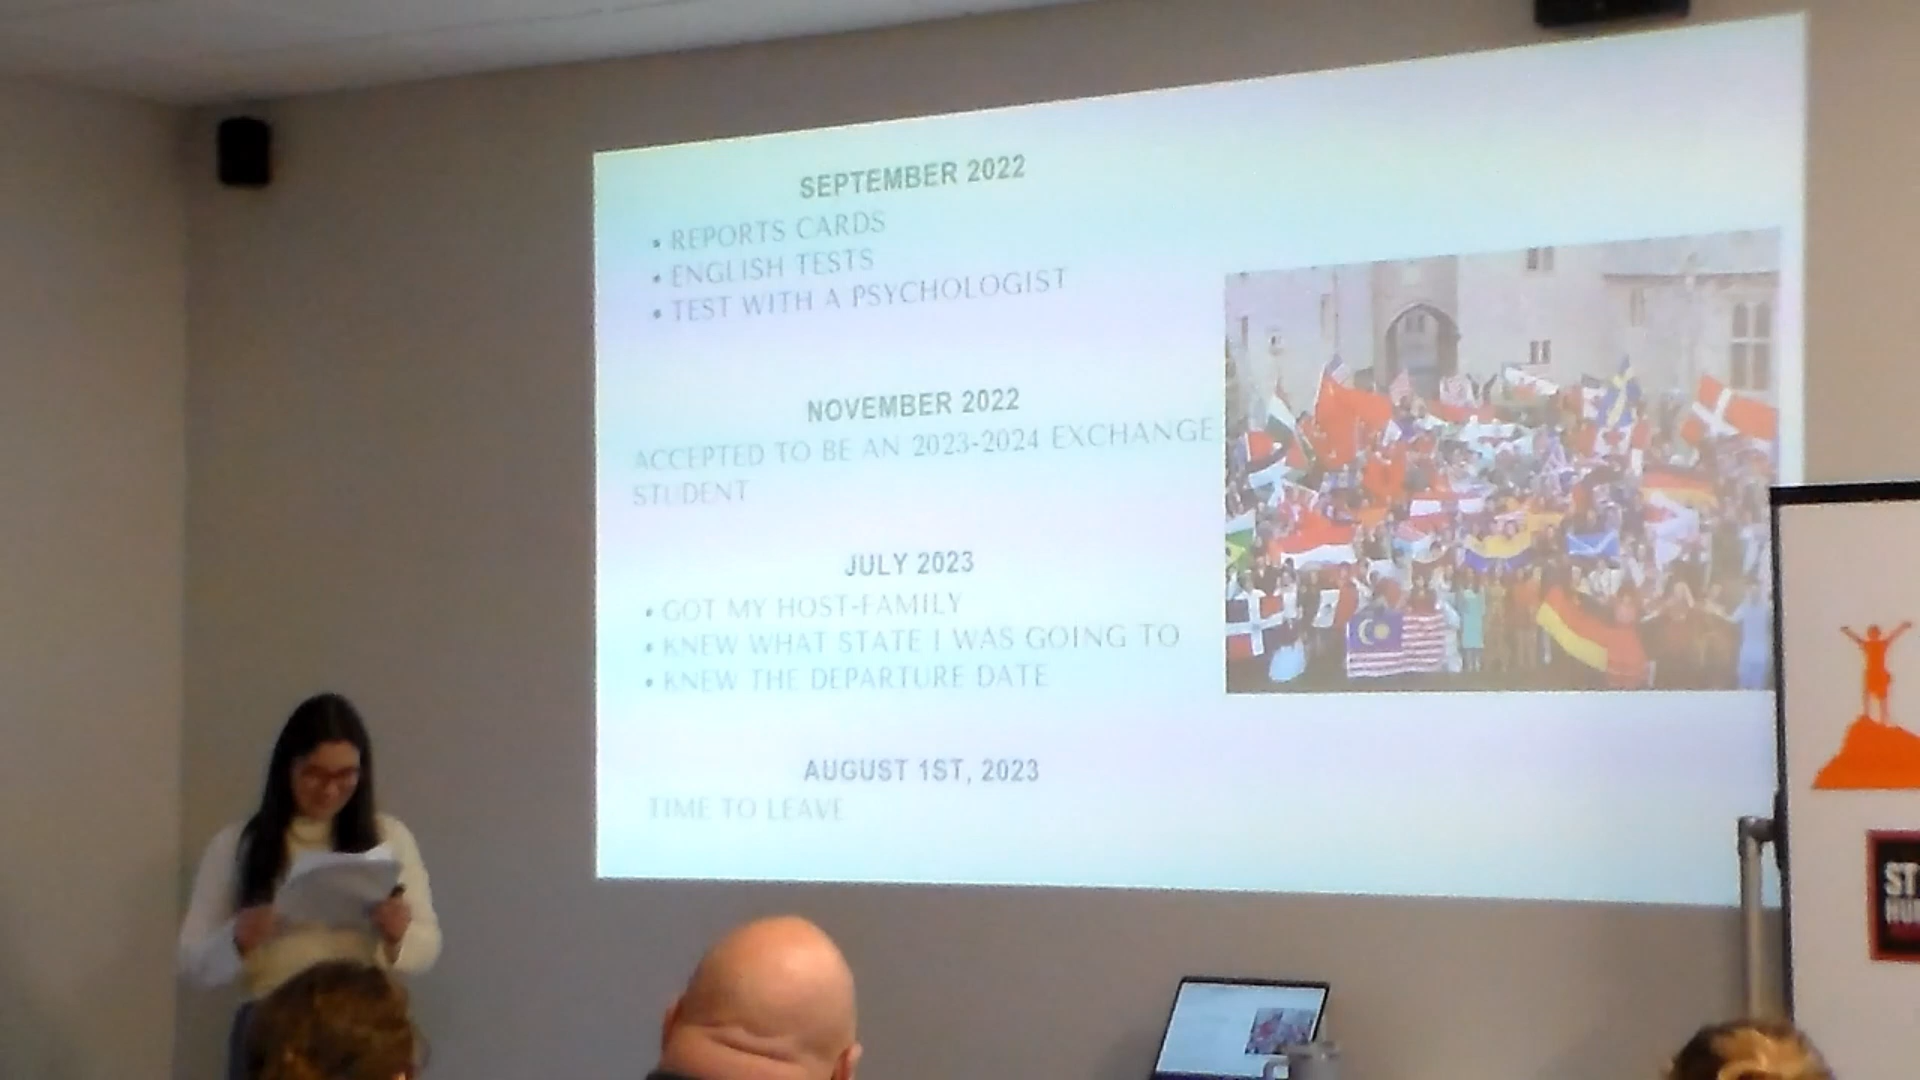 SEPTEMBER 2022
• REPORTS CARDS
• ENGLISH TESTS
• TEST WITH A PSYCHOLOGIST
NOVEMBER 2022
ACCEPTED TO BE AN 2023-2024 EXCHANGE
STUDENT
JULY 2023
• GOT MY HOST-FAMILY
• KNEW WHAT STATE I WAS GOING TO
• KNEW THE DEPARTURE DATE
AUGUST 1ST, 2023
TIME TO LEAVE
ST